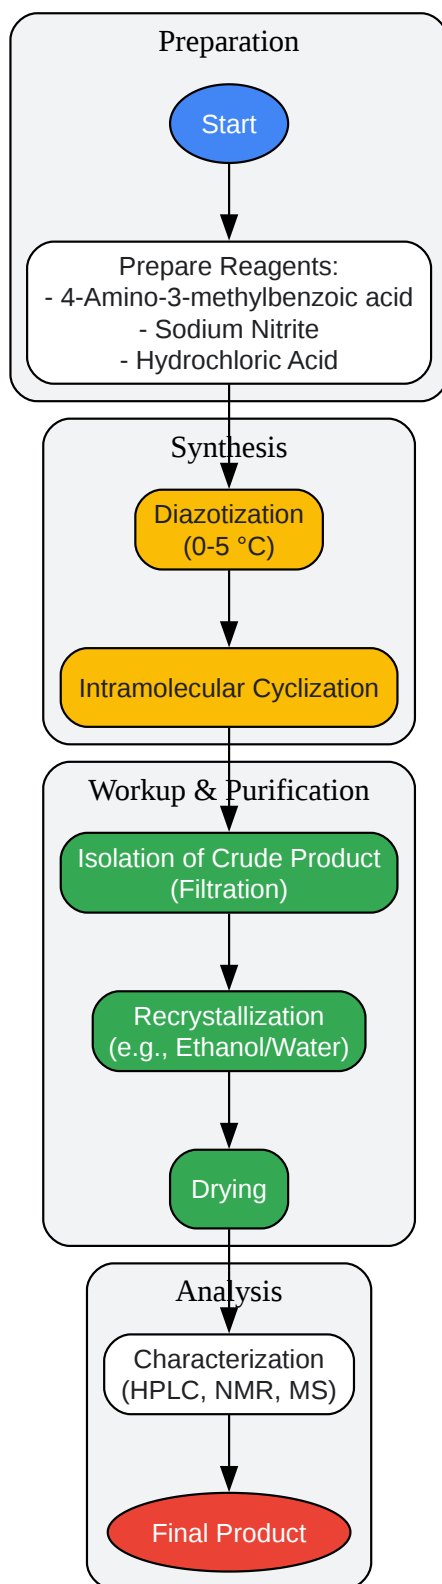 Preparation
Start
Prepare Reagents:
- 4-Amino-3-methylbenzoic acid
- Sodium Nitrite
- Hydrochloric Acid
Synthesis
Diazotization
(0-5 °C)
Intramolecular Cyclization
Workup & Purification
Isolation of Crude Product
(Filtration)
Recrystallization
(e.g., Ethanol/Water)
Drying
Analysis
Characterization
(HPLC, NMR, MS)
Final Product